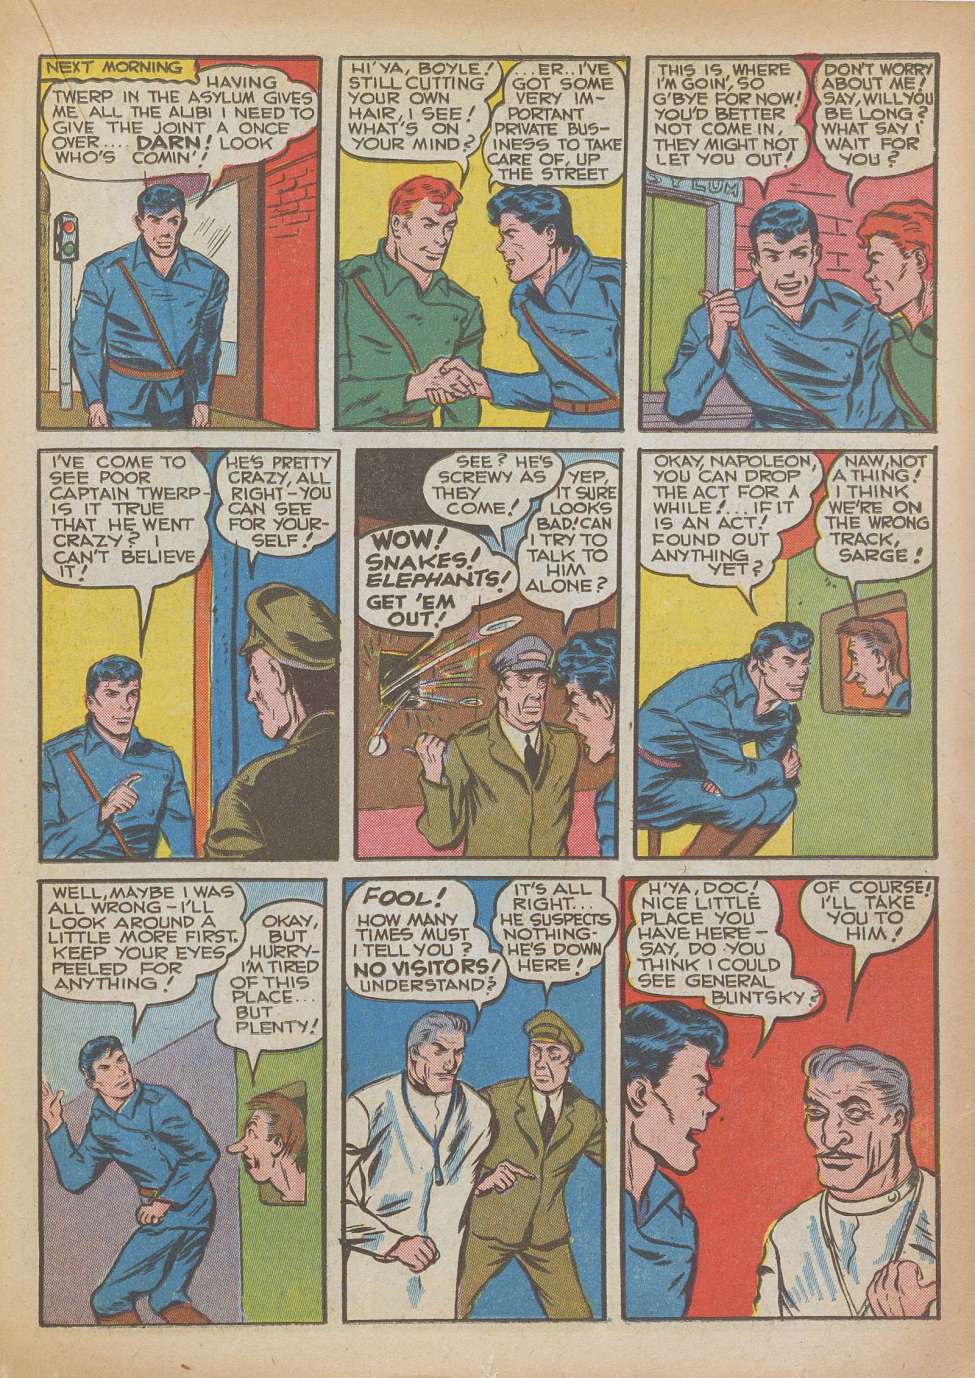 NEXT MORNING
HAVING
TWERP IN THE ASYLUM GIVES
ME ALL THE ALIBI I NEED TO
GIVE THE JOINT A ONCE
OVER.... DARN! LOOK
WHO'S COMIN'!
HI'YA, BOYLE!
STILL CUTTING
YOUR OWN
HAIR, I SEE!
WHAT'S ON
YOUR MIND?
...ER...I'VE
GOT SOME
VERY IM-
PORTANT
PRIVATE BUS-
INESS TO TAKE
CARE OF, UP
THE STREET
THIS IS, WHERE
I'M GOIN', SO
G'BYE FOR NOW!
YOU'D BETTER
NOT COME IN,
THEY MIGHT NOT
LET YOU OUT!
DON'T WORRY
ABOUT ME!
SAY, WILL YOU
BE LONG?
WHAT SAY I
WAIT FOR
YOU?
SYLUM
I'VE COME TO
SEE POOR
CAPTAIN TWERP-
IS IT TRUE
THAT HE WENT
CRAZY? I
CAN'T BELIEVE
IT!
HE'S PRETTY
CRAZY, ALL
RIGHT-YOU
CAN SEE
FOR YOUR-
SELF!
SEE? HE'S
SCREWY AS
THEY
COME!
WOW!
SNAKES!
ELEPHANTS!
GET 'EM
OUT!
YEP,
IT SURE
LOOKS
BAD! CAN
I TRY TO
TALK TO
HIM
ALONE?
OKAY, NAPOLEON,
YOU CAN DROP
THE ACT FOR A
WHILE!...IF IT
IS AN ACT!
FOUND OUT
ANYTHING
YET?
NAW, NOT
A THING!
I THINK
WE'RE ON
THE WRONG
TRACK,
SARGE!
WELL, MAYBE I WAS
ALL WRONG-I'LL
LOOK AROUND A
LITTLE MORE FIRST.
KEEP YOUR EYES
PEELED FOR
ANYTHING!
OKAY,
BUT
HURRY-
I'M TIRED
OF THIS
PLACE...
BUT
PLENTY!
FOOL!
HOW MANY
TIMES MUST
I TELL YOU?
NO VISITORS!
UNDERSTAND?
IT'S ALL
RIGHT...
HE SUSPECTS
NOTHING-
HE'S DOWN
HERE!
H'YA, DOC!
NICE LITTLE
PLACE YOU
HAVE HERE-
SAY, DO YOU
THINK I COULD
SEE GENERAL
BLINTSKY?
OF COURSE!
I'LL TAKE
YOU TO
HIM!